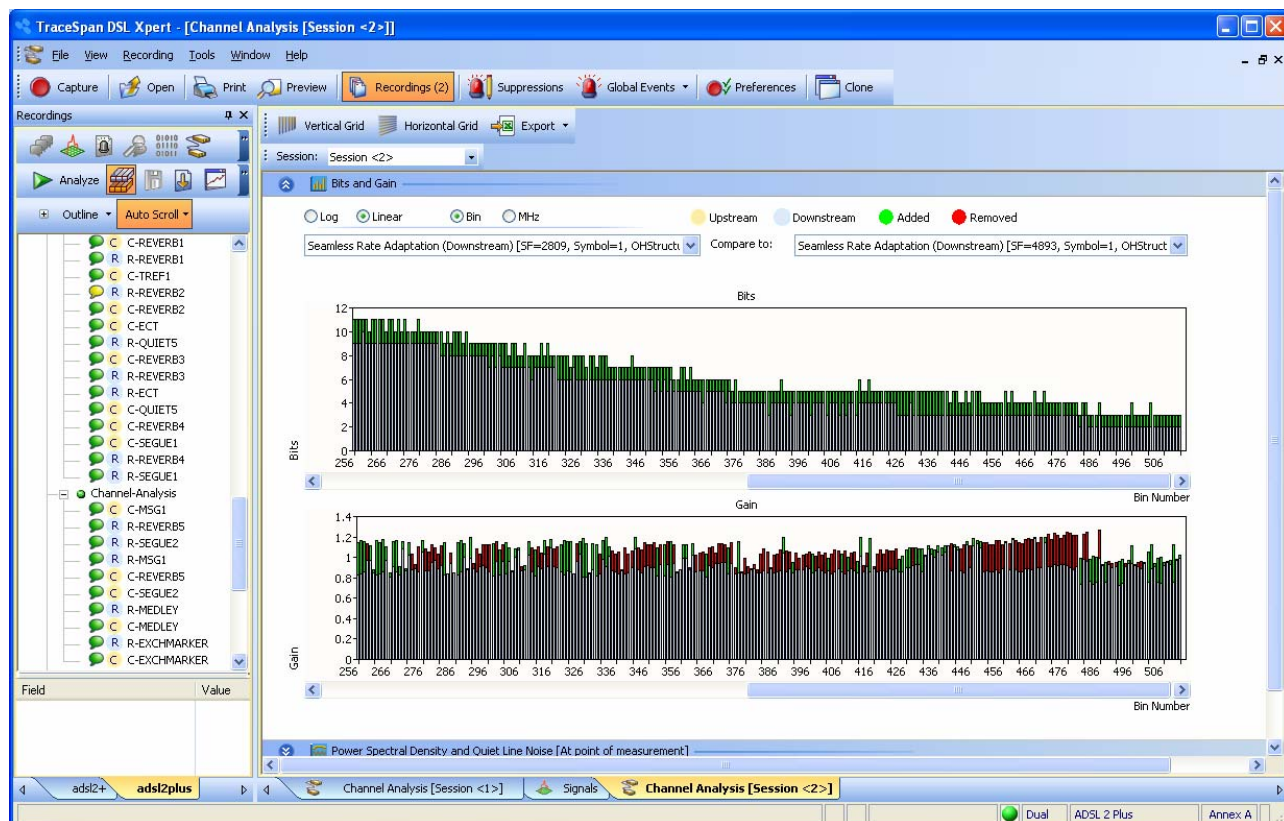 TraceSpan DSL Xpert - [Channel Analysis [Session <2>]]
File View Recording Tools Window Help
Capture Open Print Preview Recordings (2) Suppressions Global Events Preferences Clone
Recordings
Analyze
Outline Auto Scroll
C C-REVERB1
R R-REVERB1
C C-TREF1
R R-REVERB2
C C-REVERB2
C C-ECT
R R-QUIET5
C C-REVERB3
R R-REVERB3
R R-ECT
C C-QUIET5
C C-REVERB4
C C-SEGUE1
R R-REVERB4
R R-SEGUE1
Channel-Analysis
C C-MSG1
R R-REVERB5
R R-SEGUE2
R R-MSG1
C C-REVERB5
C C-SEGUE2
R R-MEDLEY
C C-MEDLEY
R R-EXCHMARKER
C C-EXCHMARKER
Field Value
Vertical Grid Horizontal Grid Export
Session: Session <2>
Bits and Gain
Log Linear Bin MHz Upstream Downstream Added Removed
Seamless Rate Adaptation (Downstream) [SF=2809, Symbol=1, OHStructu Compare to: Seamless Rate Adaptation (Downstream) [SF=4893, Symbol=1, OHStruct
Bits
12
10
8
6
4
2
0
Bits
256 266 276 286 296 306 316 326 336 346 356 366 376 386 396 406 416 426 436 446 456 466 476 486 496 506
Bin Number
Gain
1.4
1.2
1
0.8
0.6
0.4
0.2
0
Gain
256 266 276 286 296 306 316 326 336 346 356 366 376 386 396 406 416 426 436 446 456 466 476 486 496 506
Bin Number
Power Spectral Density and Quiet Line Noise [At point of measurement]
adsl2+ adsl2plus Channel Analysis [Session <1>] Signals Channel Analysis [Session <2>]
Dual ADSL 2 Plus Annex A